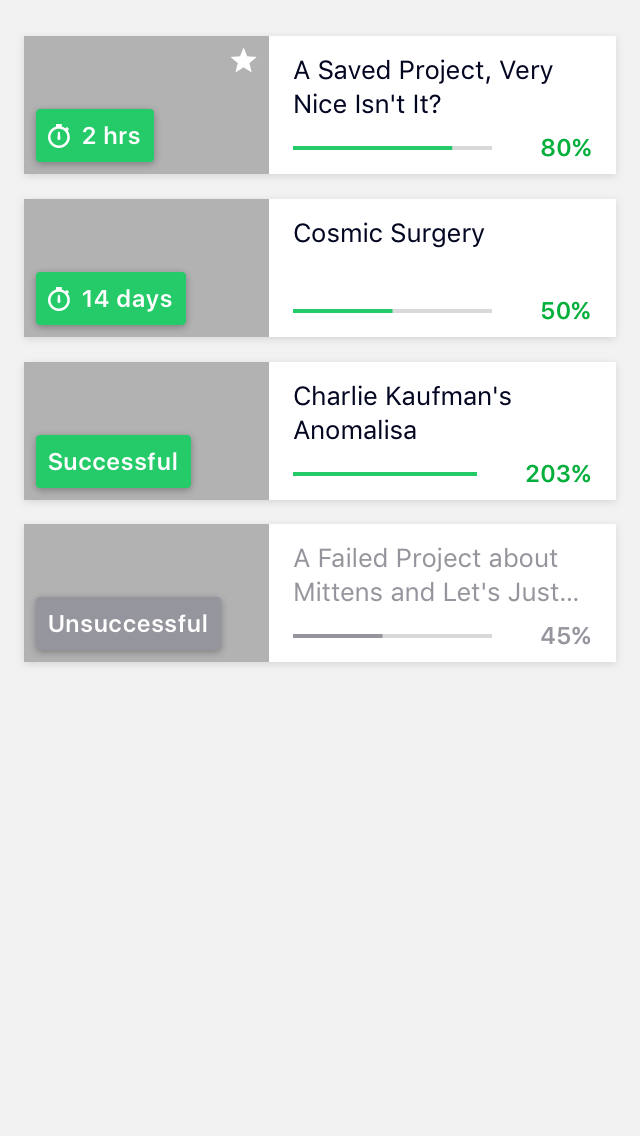 2 hrs
A Saved Project, Very
Nice Isn't It?
80%
14 days
Cosmic Surgery
50%
Successful
Charlie Kaufman's
Anomalisa
203%
Unsuccessful
A Failed Project about
Mittens and Let's Just...
45%